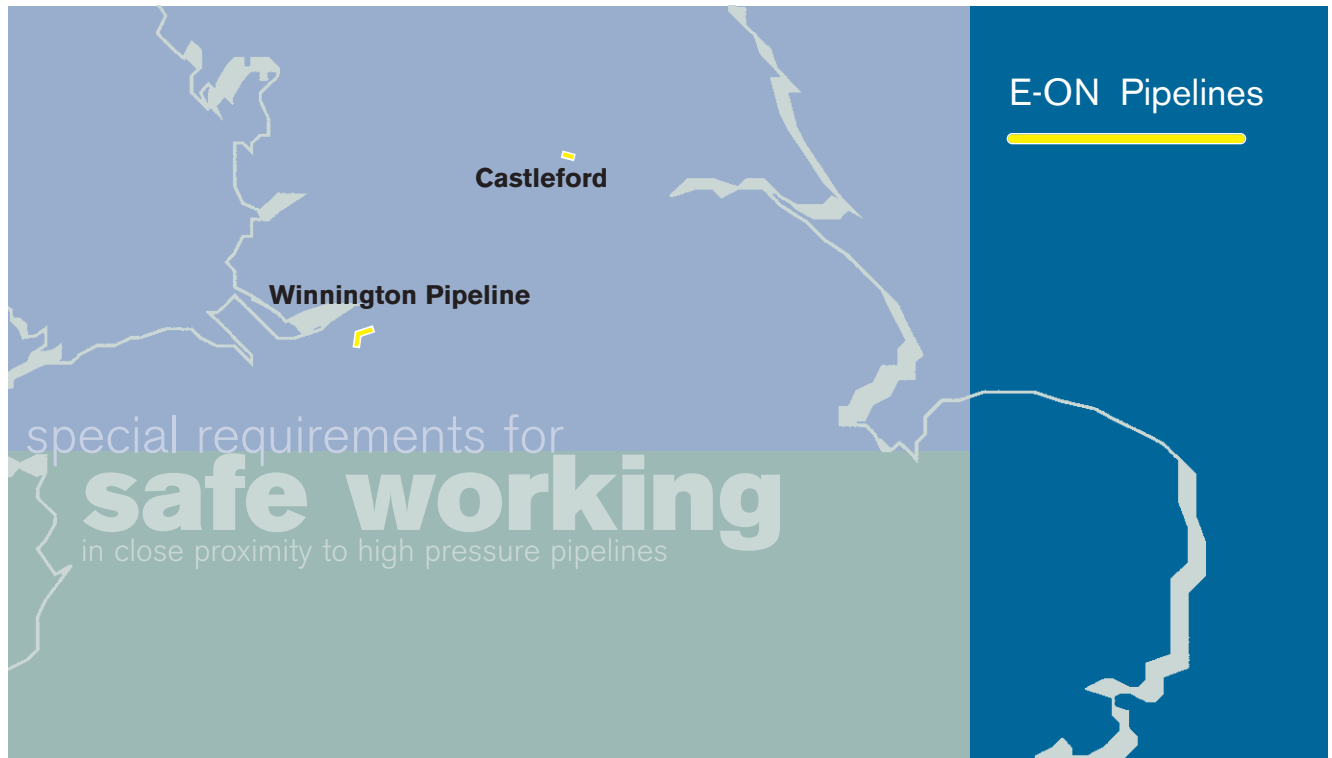 E-ON Pipelines
Castleford
Winnington Pipeline
special requirements for
safe working
in close proximity to high pressure pipelines